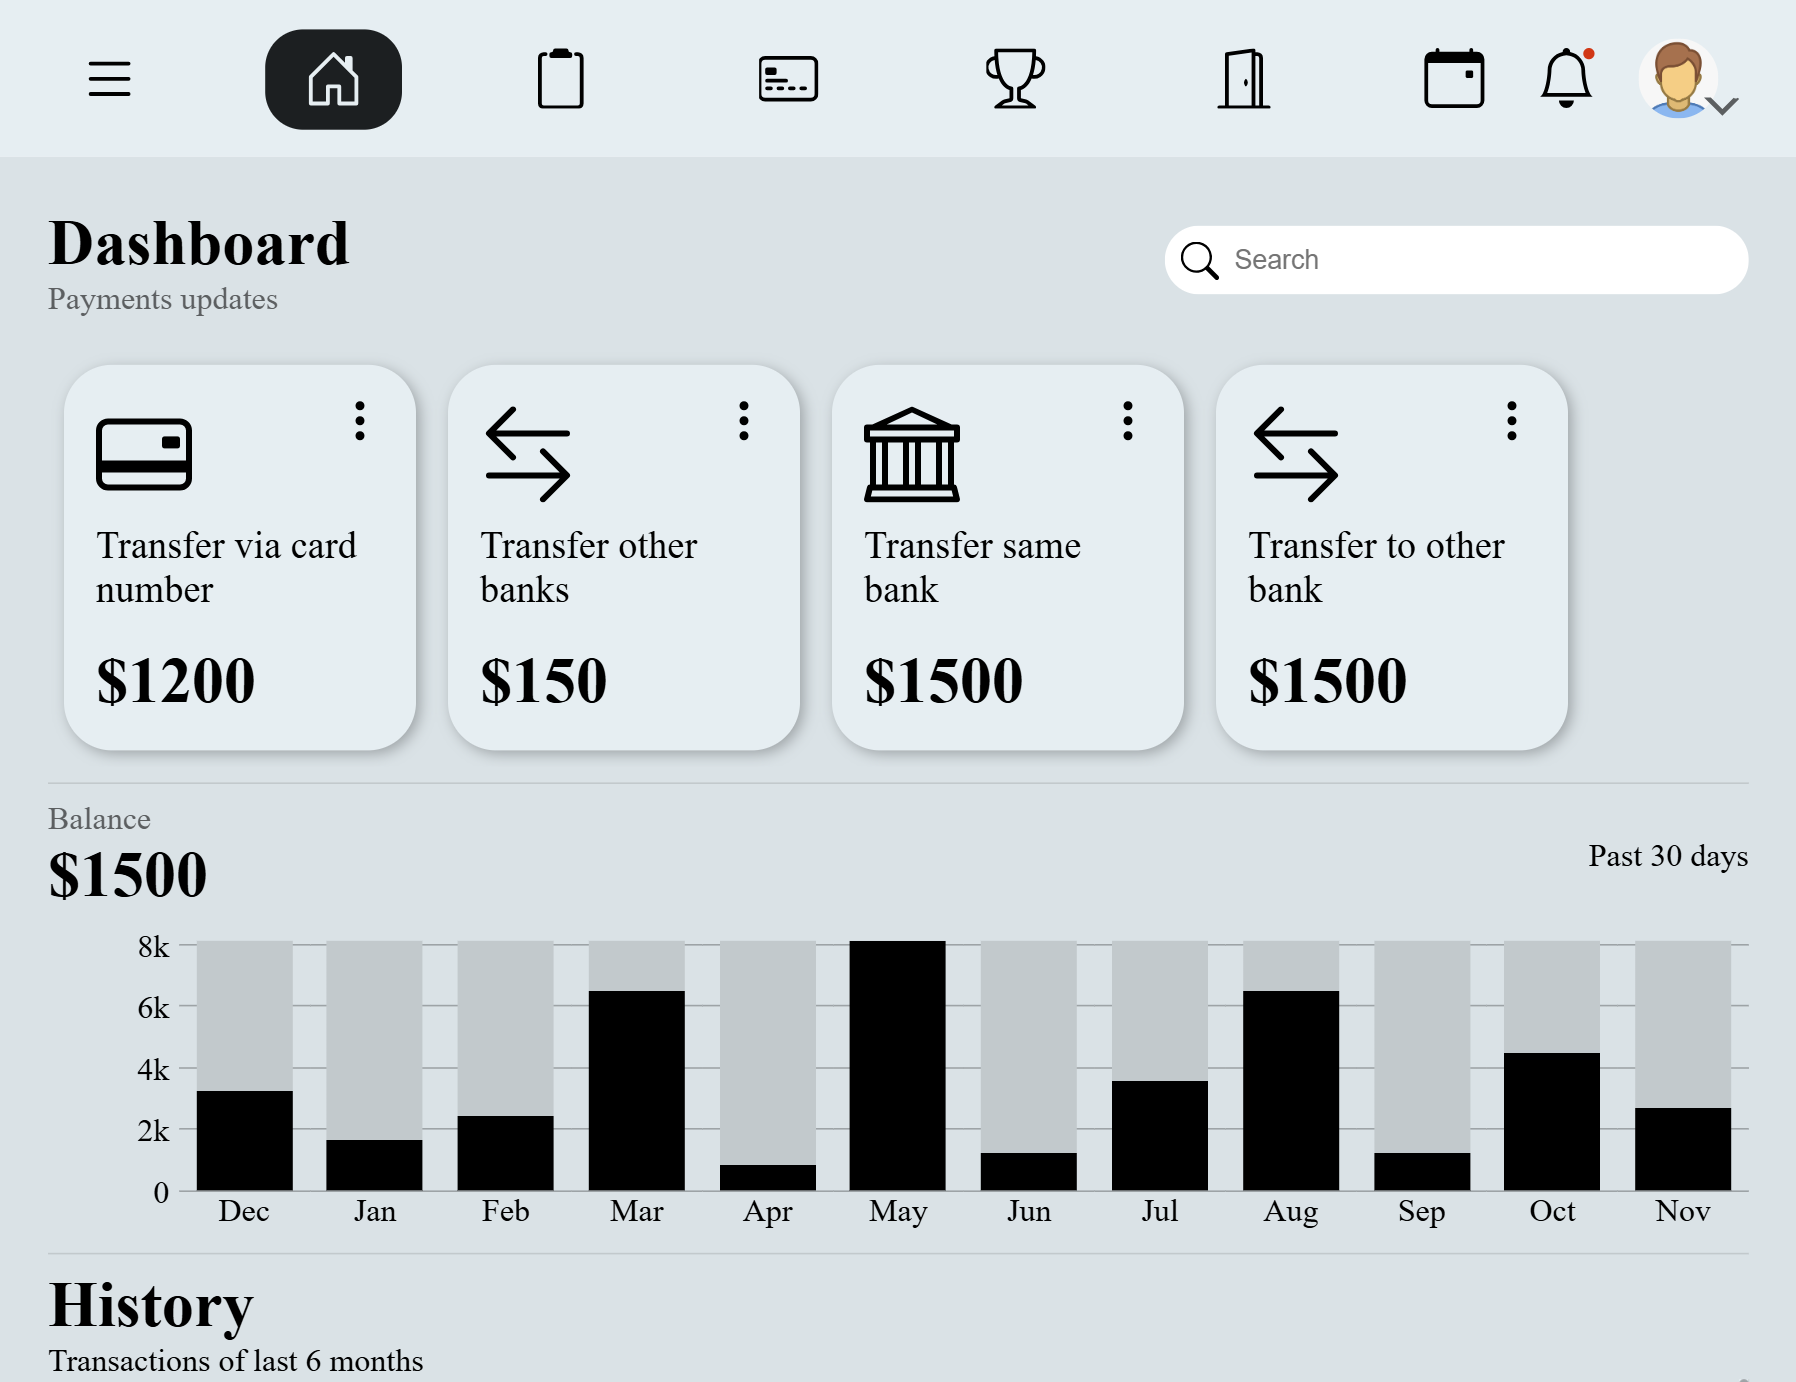 Dashboard
Payments updates
Search
Transfer via card
number
$1200
Transfer other
banks
$150
Transfer same
bank
$1500
Transfer to other
bank
$1500
Balance
$1500
Past 30 days
8k
6k
4k
2k
0
Dec Jan Feb Mar Apr May Jun Jul Aug Sep Oct Nov
History
Transactions of last 6 months